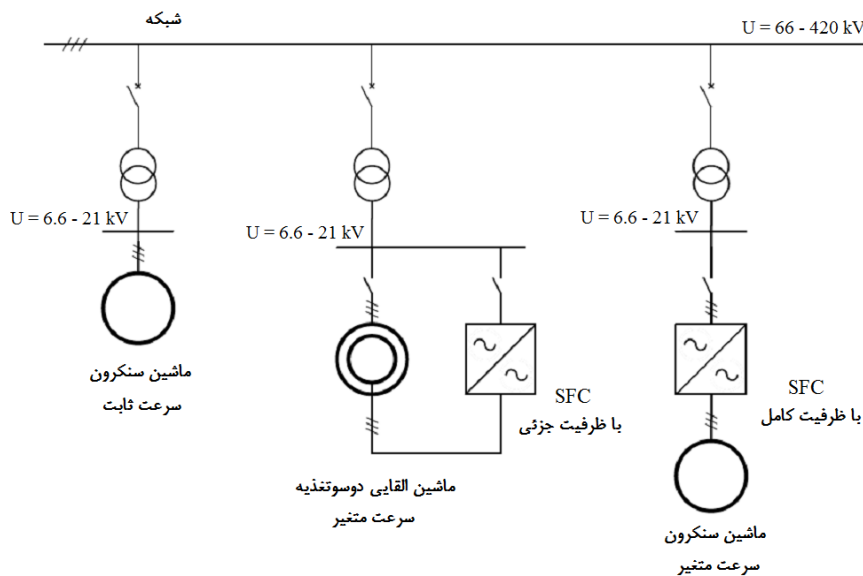 شبکه
U = 66 - 420 kV
U = 6.6 - 21 kV
U = 6.6 - 21 kV
U = 6.6 - 21 kV
ماشین سنکرون
سرعت ثابت
SFC
با ظرفیت جزئی
SFC
با ظرفیت کامل
ماشین القایی دوسوتغذیه
سرعت متغیر
ماشین سنکرون
سرعت متغیر